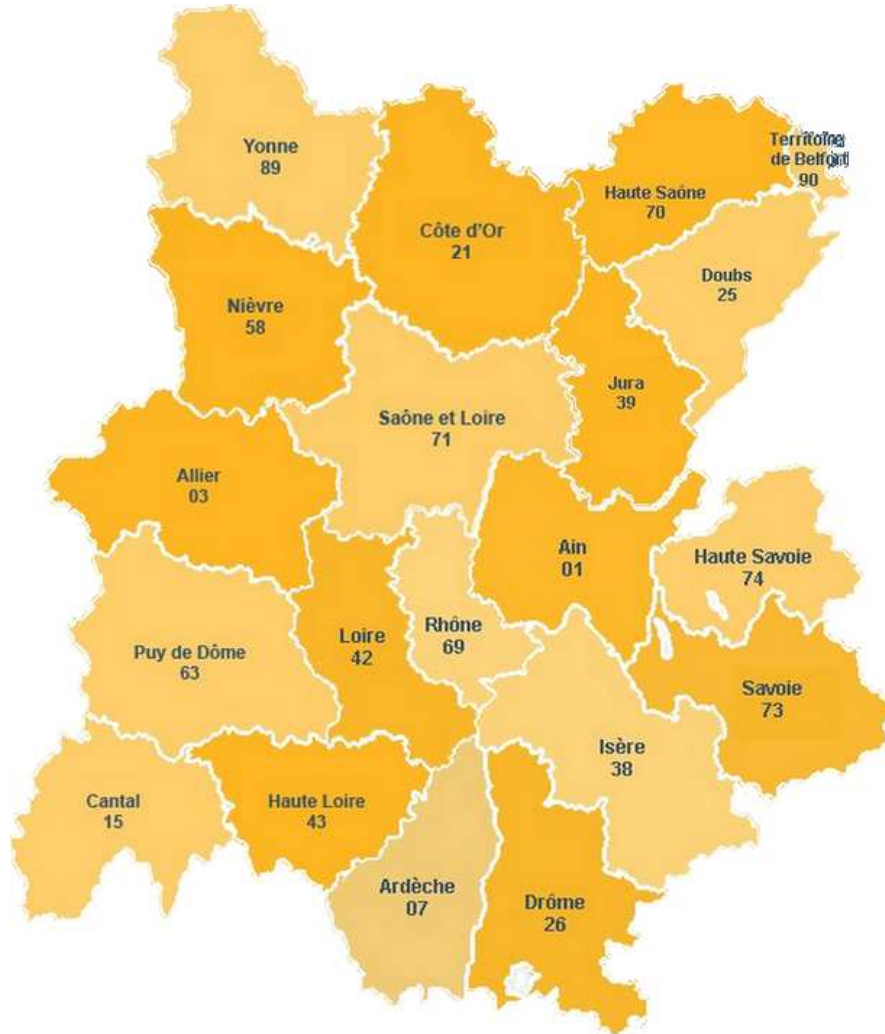 Yonne
89
Côte d'Or
21
Haute Saône
70
Territoire
de Belfort
90
Doubs
25
Nièvre
58
Jura
39
Saône et Loire
71
Allier
03
Ain
01
Haute Savoie
74
Puy de Dôme
63
Loire
42
Rhône
69
Savoie
73
Isère
38
Cantal
15
Haute Loire
43
Ardèche
07
Drôme
26